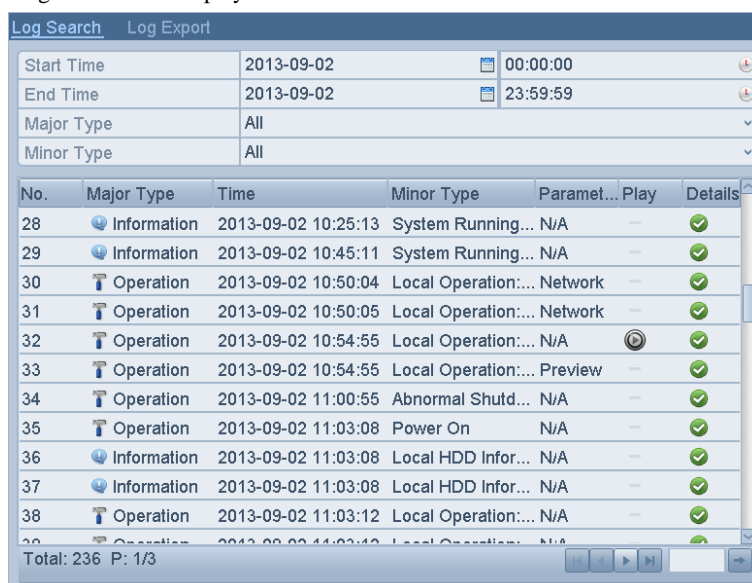 Log Search Log Export
Start Time 2013-09-02 00:00:00
End Time 2013-09-02 23:59:59
Major Type All
Minor Type All
No. Major Type Time Minor Type Paramet... Play Details
28 Information 2013-09-02 10:25:13 System Running... N/A —
29 Information 2013-09-02 10:45:11 System Running... N/A —
30 Operation 2013-09-02 10:50:04 Local Operation:... Network —
31 Operation 2013-09-02 10:50:05 Local Operation:... Network —
32 Operation 2013-09-02 10:54:55 Local Operation:... N/A
33 Operation 2013-09-02 10:54:55 Local Operation:... Preview —
34 Operation 2013-09-02 11:00:55 Abnormal Shutd... N/A —
35 Operation 2013-09-02 11:03:08 Power On N/A —
36 Information 2013-09-02 11:03:08 Local HDD Infor... N/A —
37 Information 2013-09-02 11:03:08 Local HDD Infor... N/A —
38 Operation 2013-09-02 11:03:12 Local Operation:... N/A —
Total: 236 P: 1/3